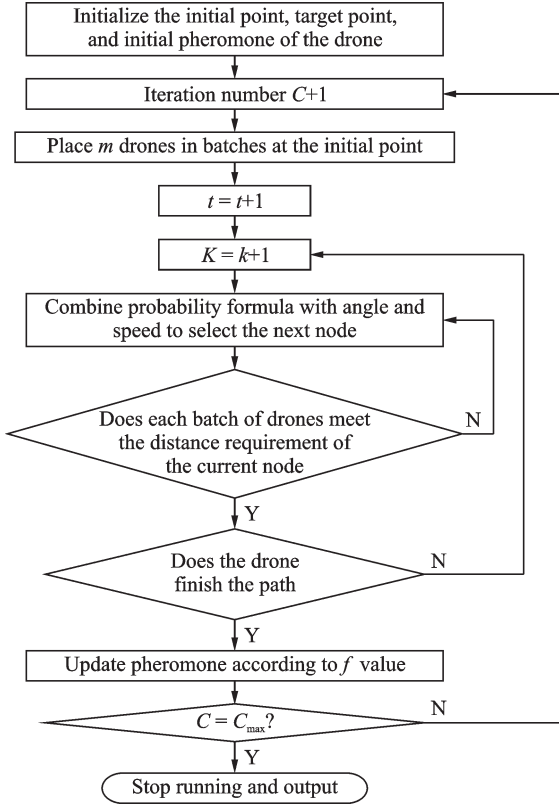 Initialize the initial point, target point,
and initial pheromone of the drone
Iteration number C+1
Place m drones in batches at the initial point
t = t+1
K = k+1
Combine probability formula with angle and
speed to select the next node
Does each batch of drones meet
the distance requirement of
the current node
N
Y
Does the drone
finish the path
N
Y
Update pheromone according to f value
C = Cmax?
N
Y
Stop running and output